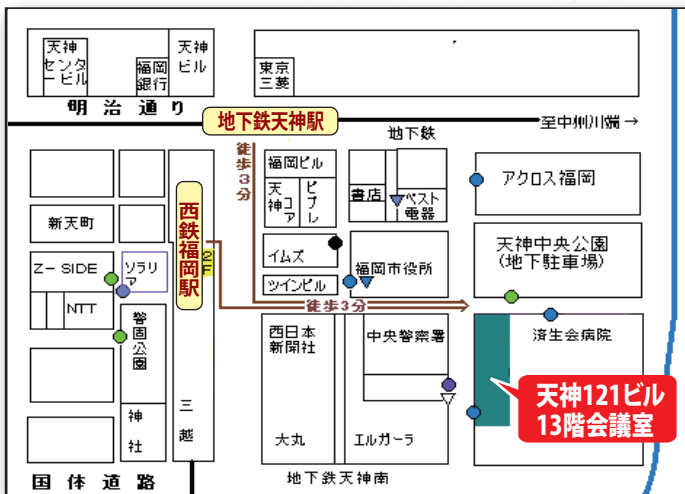 天神
センタ
ービル
福岡
銀行
天神
ビル
東京
三菱
明治通り
地下鉄天神駅
地下鉄
至中州川端→
徒歩3分
福岡ビル
天神コア
ビブレ
書店
ベスト
電器
アクロス福岡
新天町
西鉄福岡駅
2F
イムズ
福岡市役所
天神中央公園
(地下駐車場)
Z-SIDE
ソラリ
ア
NTT
ツインビル
徒歩3分
警固公園
西日本
新聞社
中央警察署
済生会病院
天神121ビル
13階会議室
神社
三越
大丸
エルガーラ
国体道路
地下鉄天神南